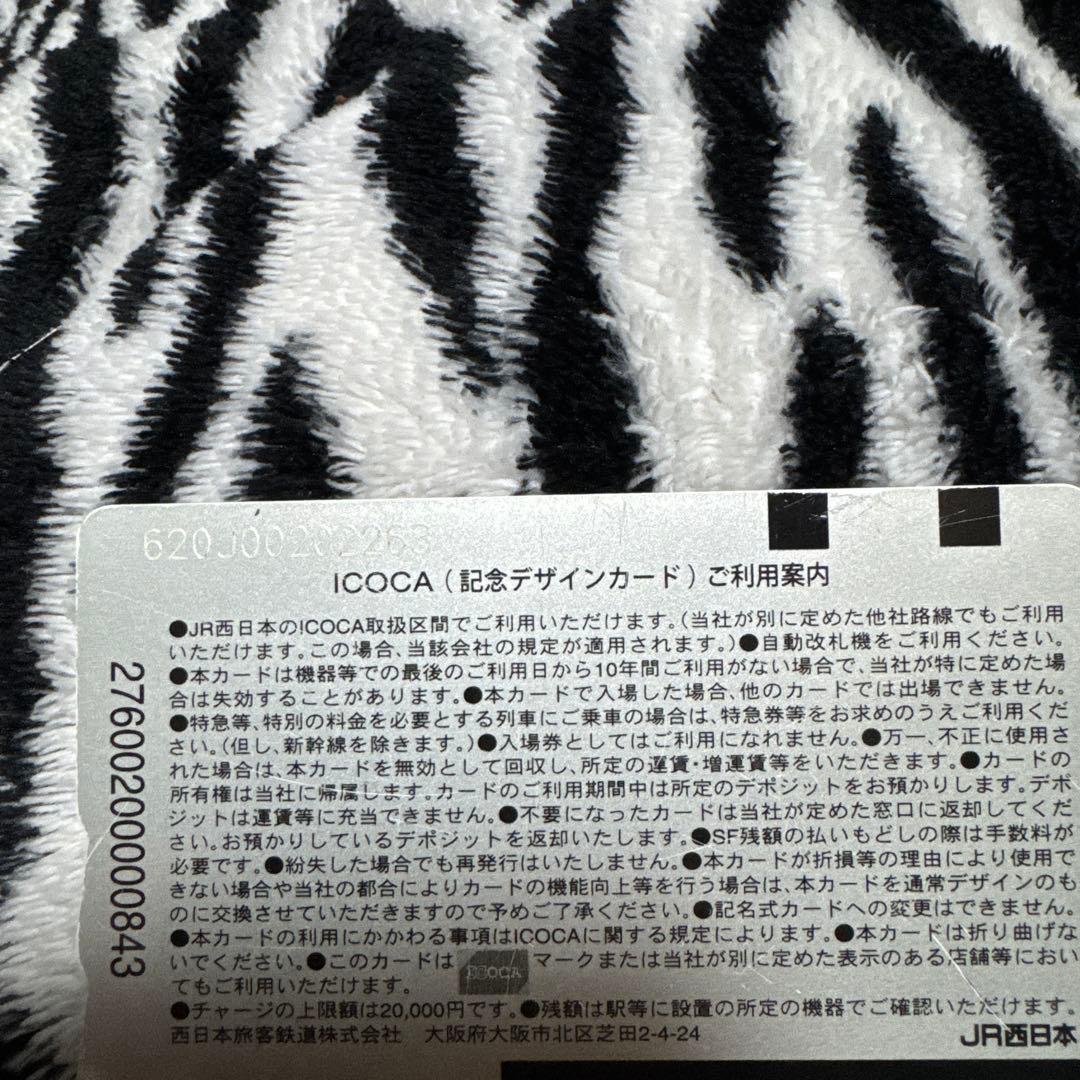 620J00202263
ICOCA（記念デザインカード）ご利用案内
●JR西日本のICOCA取扱区間でご利用いただけます。（当社が別に定めた他社路線でもご利用
いただけます。この場合、当該会社の規定が適用されます。）●自動改札機をご利用ください。
●本カードは機器等での最後のご利用日から10年間ご利用がない場合で、当社が特に定めた場
合は失効することがあります。●本カードで入場した場合、他のカードでは出場できません。
●特急等、特別の料金を必要とする列車にご乗車の場合は、特急券等をお求めのうえご利用くだ
さい。（但し、新幹線を除きます。）●入場券としてはご利用になれません。●万一、不正に使用さ
れた場合は、本カードを無効として回収し、所定の運賃・増運賃等をいただきます。●カードの
所有権は当社に帰属します。カードのご利用期間中は所定のデポジットをお預かりします。デポ
ジットは運賃等に充当できません。●不要になったカードは当社が定めた窓口に返却してくだ
さい。お預かりしているデポジットを返却いたします。●SF残額の払いもどしの際は手数料が
必要です。●紛失した場合でも再発行はいたしません。●本カードが折損等の理由により使用で
きない場合や当社の都合によりカードの機能向上等を行う場合は、本カードを通常デザインのも
のに交換させていただきますので予めご了承ください。●記名式カードへの変更はできません。
●本カードの利用にかかわる事項はICOCAに関する規定によります。●本カードは折り曲げな
いでください。●このカードは ICOCA マークまたは当社が別に定めた表示のある店舗等におい
てもご利用いただけます。
●チャージの上限額は20,000円です。●残額は駅等に設置の所定の機器でご確認いただけます。
西日本旅客鉄道株式会社　大阪府大阪市北区芝田2-4-24
JR西日本
2760020000843